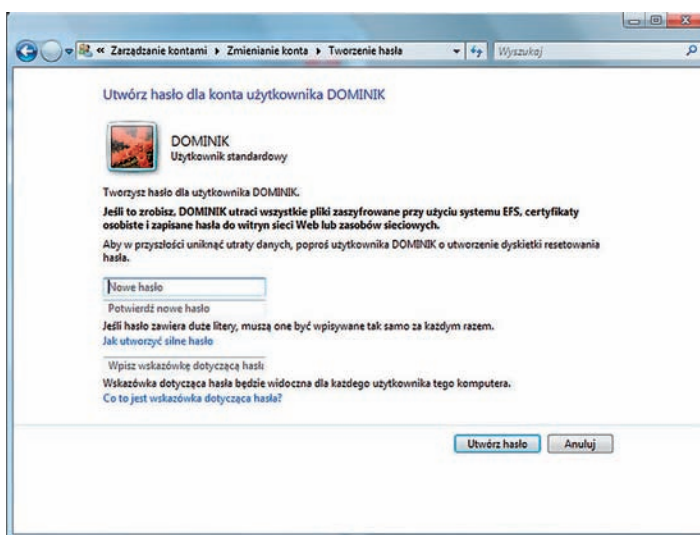 « Zarządzanie kontami ▸ Zmienianie konta ▸ Tworzenie hasła
Wyszukaj
Utwórz hasło dla konta użytkownika DOMINIK
DOMINIK
Użytkownik standardowy
Tworzysz hasło dla użytkownika DOMINIK.
Jeśli to zrobisz, DOMINIK utraci wszystkie pliki zaszyfrowane przy użyciu systemu EFS, certyfikaty
osobiste i zapisane hasła do witryn sieci Web lub zasobów sieciowych.
Aby w przyszłości uniknąć utraty danych, poproś użytkownika DOMINIK o utworzenie dyskietki resetowania
hasła.
Nowe hasło
Potwierdź nowe hasło
Jeśli hasło zawiera duże litery, muszą one być wpisywane tak samo za każdym razem.
Jak utworzyć silne hasło
Wpisz wskazówkę dotyczącą hasła
Wskazówka dotycząca hasła będzie widoczna dla każdego użytkownika tego komputera.
Co to jest wskazówka dotycząca hasła?
Utwórz hasło
Anuluj